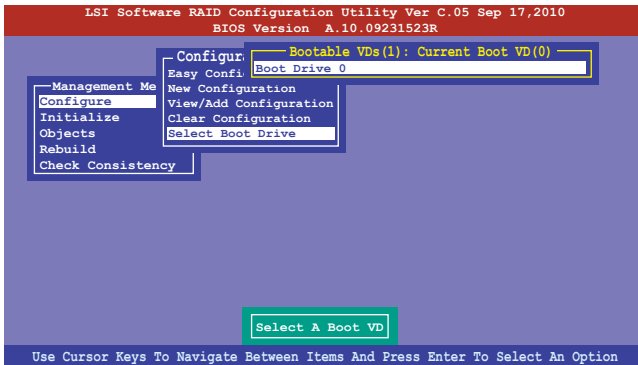 LSI Software RAID Configuration Utility Ver C.05 Sep 17,2010
BIOS Version A.10.09231523R
Bootable VDs(1): Current Boot VD(0)
Boot Drive 0
Configur
Easy Confi
New Configuration
View/Add Configuration
Clear Configuration
Select Boot Drive
Management Me
Configure
Initialize
Objects
Rebuild
Check Consistency
Select A Boot VD
Use Cursor Keys To Navigate Between Items And Press Enter To Select An Option